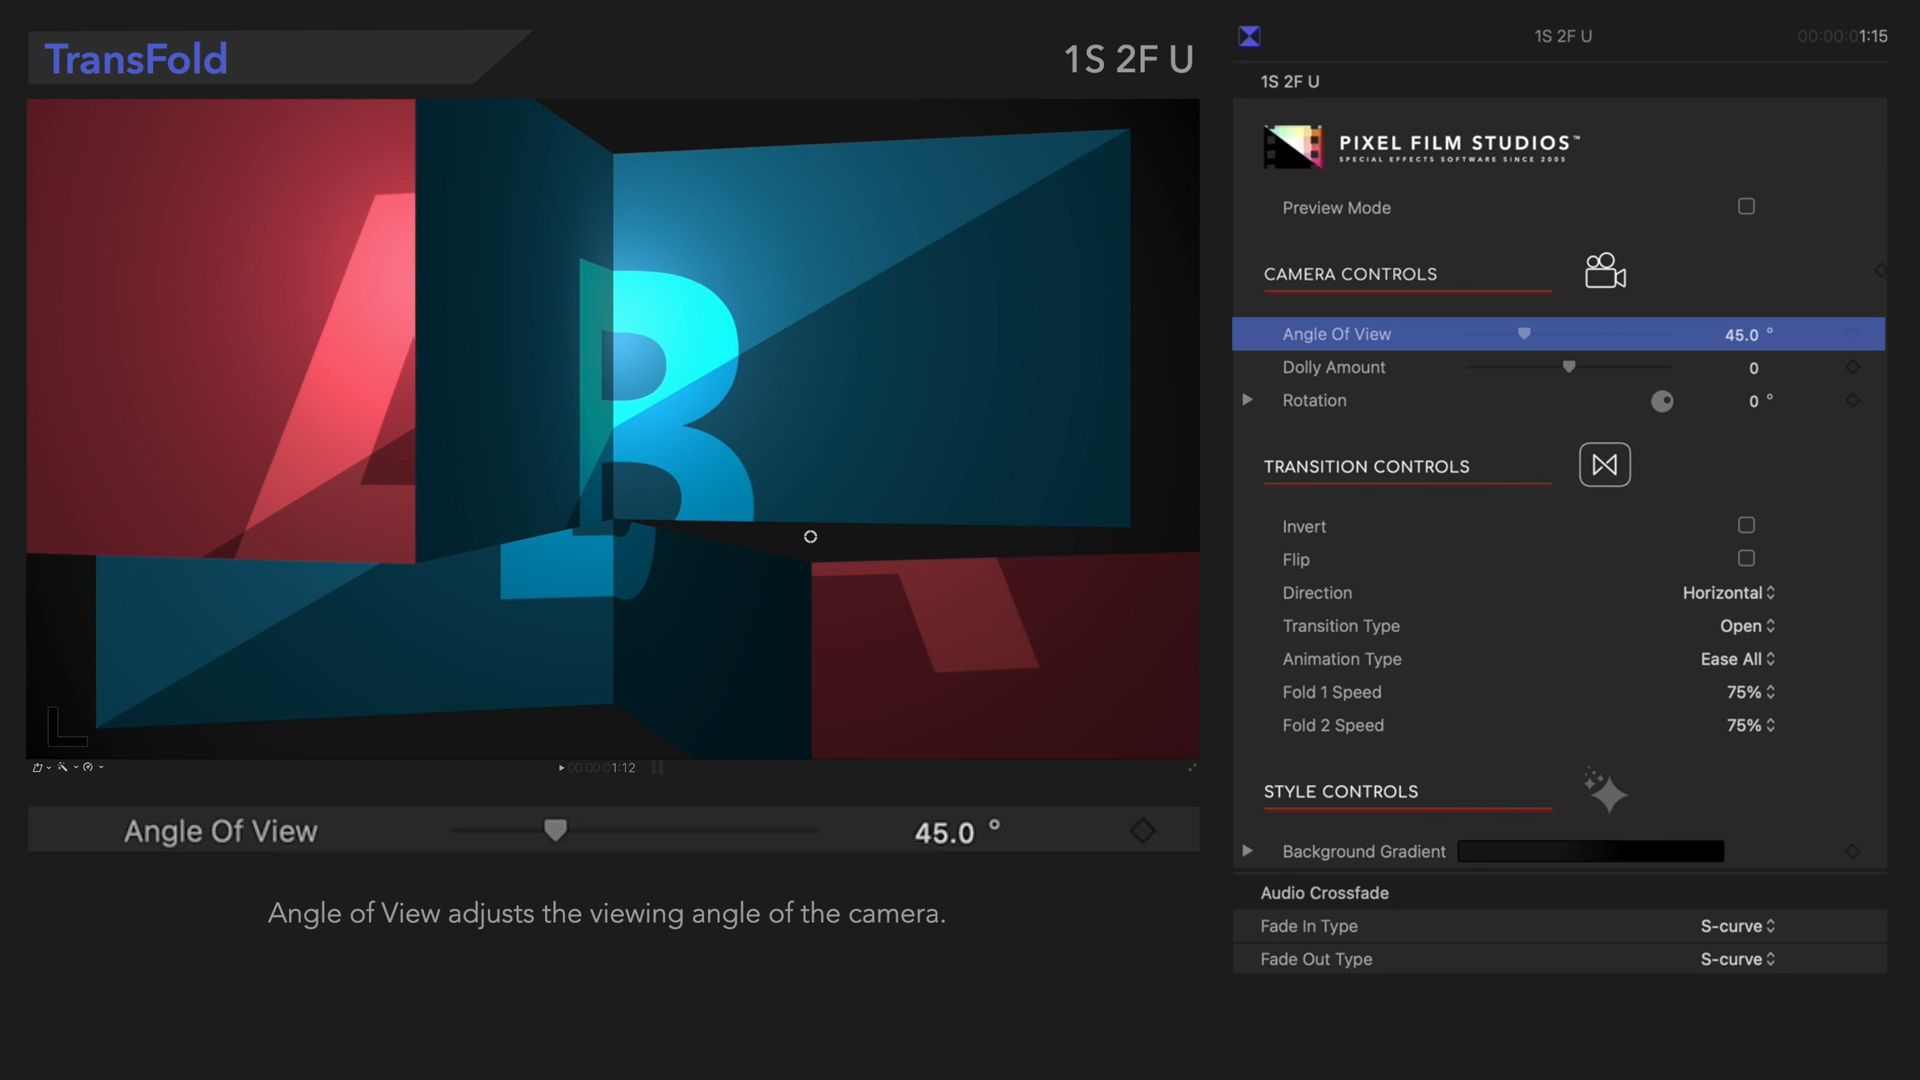 TransFold
1S 2F U
A
B
00:00:01:12
Angle Of View
45.0 °
Angle of View adjusts the viewing angle of the camera.
1S 2F U
00:00:01:15
1S 2F U
PIXEL FILM STUDIOS™
SPECIAL EFFECTS SOFTWARE SINCE 2005
Preview Mode
CAMERA CONTROLS
Angle Of View 45.0 °
Dolly Amount 0
Rotation 0 °
TRANSITION CONTROLS
Invert
Flip
Direction Horizontal
Transition Type Open
Animation Type Ease All
Fold 1 Speed 75%
Fold 2 Speed 75%
STYLE CONTROLS
Background Gradient
Audio Crossfade
Fade In Type S-curve
Fade Out Type S-curve